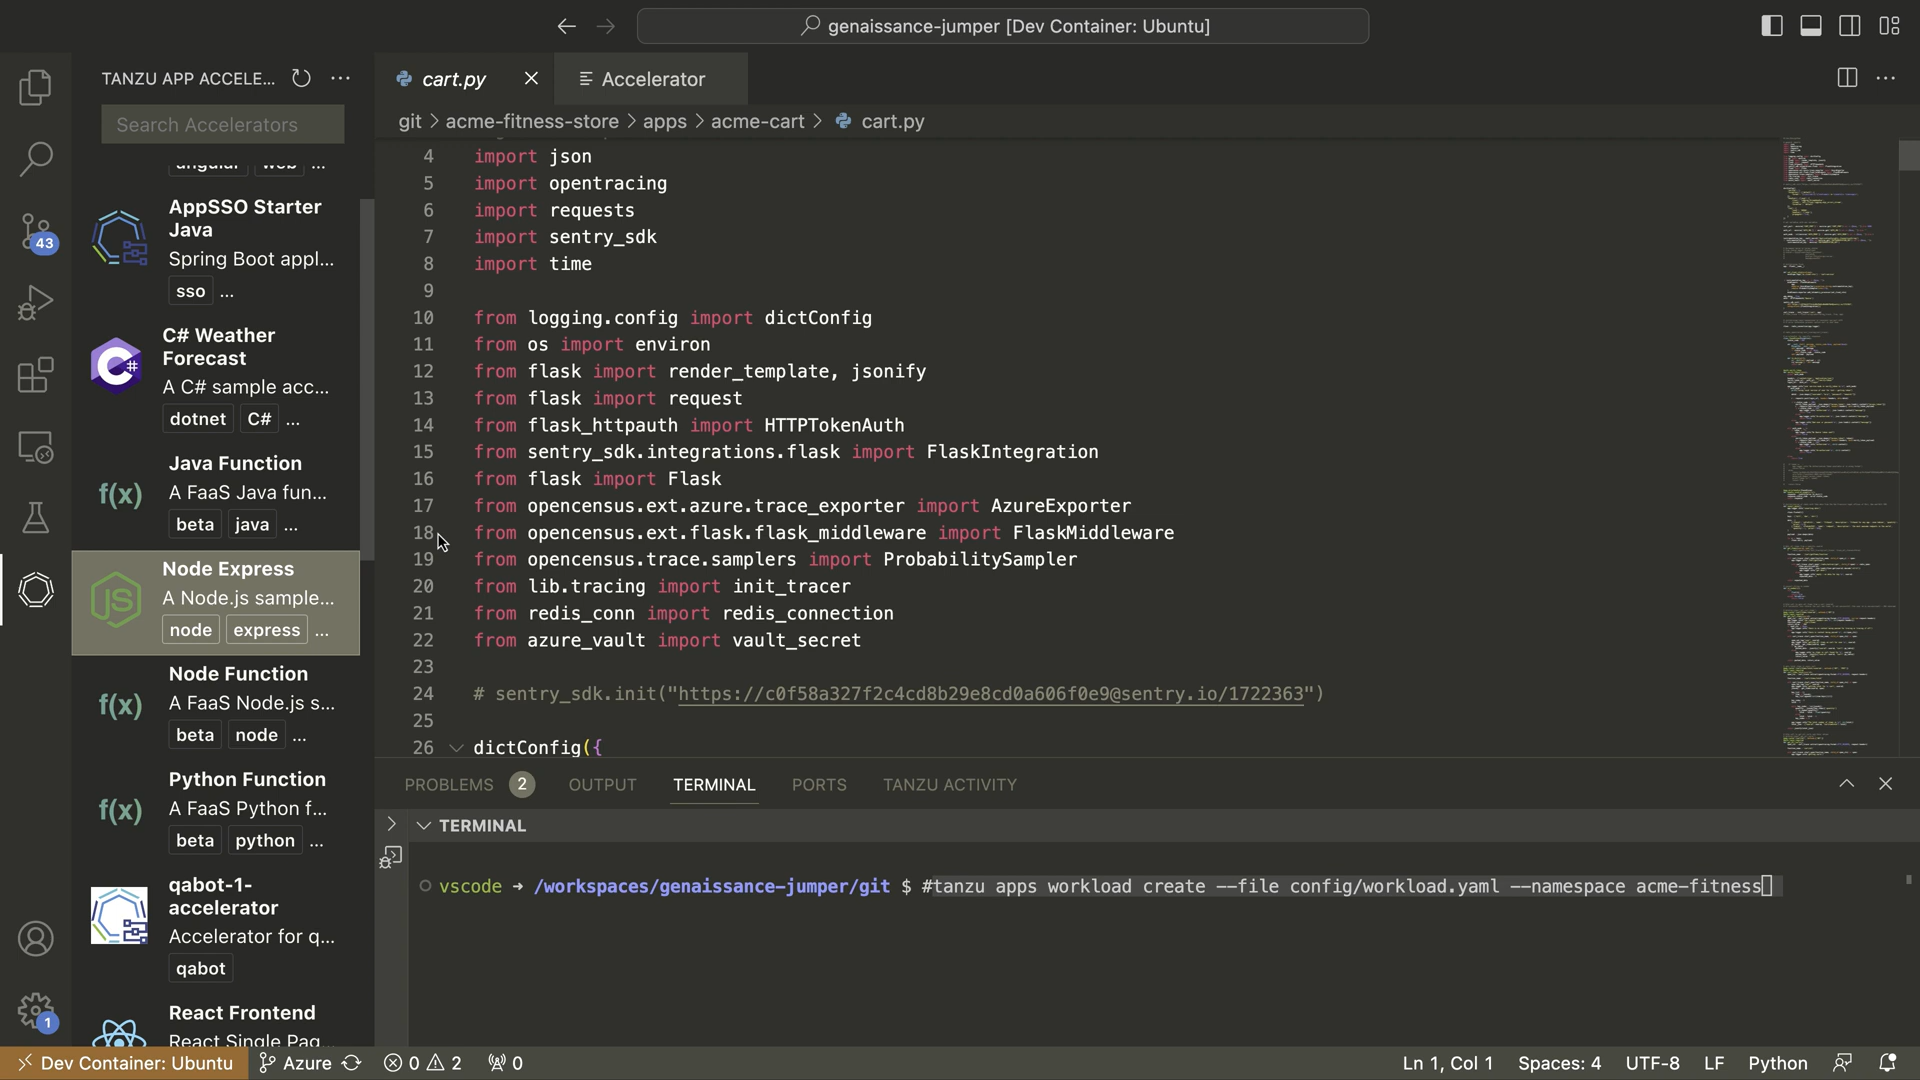 genaissance-jumper [Dev Container: Ubuntu]
TANZU APP ACCELE...
cart.py
Accelerator
Search Accelerators
git > acme-fitness-store > apps > acme-cart > cart.py
angular web ...
AppSSO Starter
Java
Spring Boot appl...
sso ...
C# Weather
Forecast
A C# sample acc...
dotnet C# ...
Java Function
A FaaS Java fun...
beta java ...
Node Express
A Node.js sample...
node express ...
Node Function
A FaaS Node.js s...
beta node ...
Python Function
A FaaS Python f...
beta python ...
qabot-1-
accelerator
Accelerator for q...
qabot
React Frontend
React Single Pag...
43
f(x)
JS
f(x)
f(x)
1
4 import json
5 import opentracing
6 import requests
7 import sentry_sdk
8 import time
9
10 from logging.config import dictConfig
11 from os import environ
12 from flask import render_template, jsonify
13 from flask import request
14 from flask_httpauth import HTTPTokenAuth
15 from sentry_sdk.integrations.flask import FlaskIntegration
16 from flask import Flask
17 from opencensus.ext.azure.trace_exporter import AzureExporter
18 from opencensus.ext.flask.flask_middleware import FlaskMiddleware
19 from opencensus.trace.samplers import ProbabilitySampler
20 from lib.tracing import init_tracer
21 from redis_conn import redis_connection
22 from azure_vault import vault_secret
23
24 # sentry_sdk.init("https://c0f58a327f2c4cd8b29e8cd0a606f0e9@sentry.io/1722363")
25
26 dictConfig({
PROBLEMS 2 OUTPUT TERMINAL PORTS TANZU ACTIVITY
TERMINAL
vscode ➜ /workspaces/genaissance-jumper/git $ #tanzu apps workload create --file config/workload.yaml --namespace acme-fitness
Dev Container: Ubuntu Azure 0 2 0 Ln 1, Col 1 Spaces: 4 UTF-8 LF Python